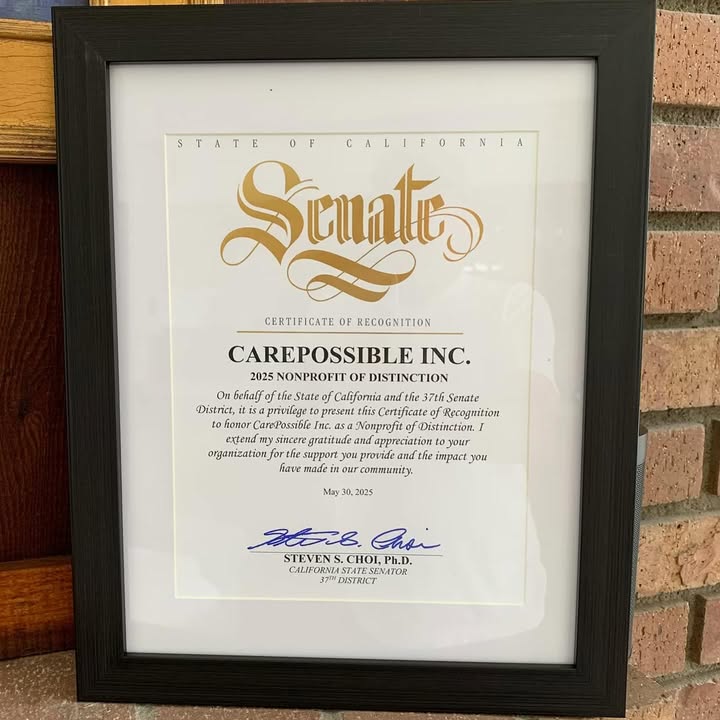 STATE OF CALIFORNIA
Senate
CERTIFICATE OF RECOGNITION
CAREPOSSIBLE INC.
2025 NONPROFIT OF DISTINCTION
On behalf of the State of California and the 37th Senate
District, it is a privilege to present this Certificate of Recognition
to honor CarePossible Inc. as a Nonprofit of Distinction. I
extend my sincere gratitude and appreciation to your
organization for the support you provide and the impact you
have made in our community.
May 30, 2025
Steven S. Choi
STEVEN S. CHOI, Ph.D.
CALIFORNIA STATE SENATOR
37TH DISTRICT